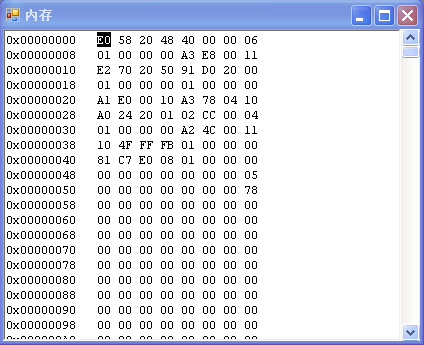 内存
0x00000000 E0 58 20 48 40 00 00 06
0x00000008 01 00 00 00 A3 E8 00 11
0x00000010 E2 70 20 50 91 D0 20 00
0x00000018 01 00 00 00 01 00 00 00
0x00000020 A1 E0 00 10 A3 78 04 10
0x00000028 A0 24 20 01 02 CC 00 04
0x00000030 01 00 00 00 A2 4C 00 11
0x00000038 10 4F FF FB 01 00 00 00
0x00000040 81 C7 E0 08 01 00 00 00
0x00000048 00 00 00 00 00 00 00 05
0x00000050 00 00 00 00 00 00 00 78
0x00000058 00 00 00 00 00 00 00 00
0x00000060 00 00 00 00 00 00 00 00
0x00000068 00 00 00 00 00 00 00 00
0x00000070 00 00 00 00 00 00 00 00
0x00000078 00 00 00 00 00 00 00 00
0x00000080 00 00 00 00 00 00 00 00
0x00000088 00 00 00 00 00 00 00 00
0x00000090 00 00 00 00 00 00 00 00
0x00000098 00 00 00 00 00 00 00 00